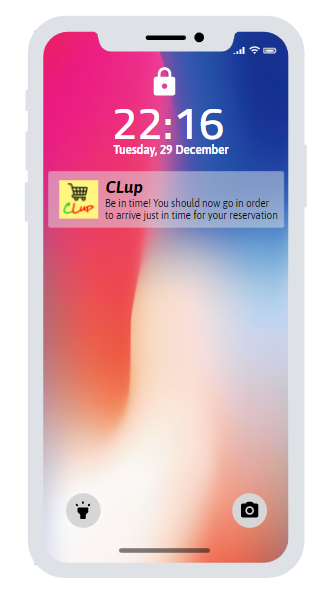 22:16
Tuesday, 29 December
CLup
CLup
Be in time! You should now go in order
to arrive just in time for your reservation